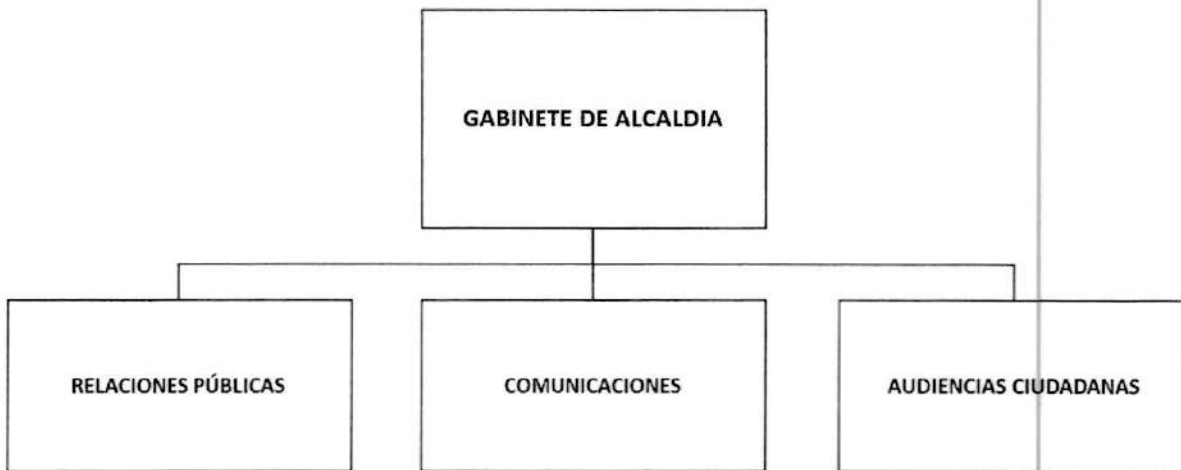 GABINETE DE ALCALDIA
RELACIONES PÚBLICAS
COMUNICACIONES
AUDIENCIAS CIUDADANAS